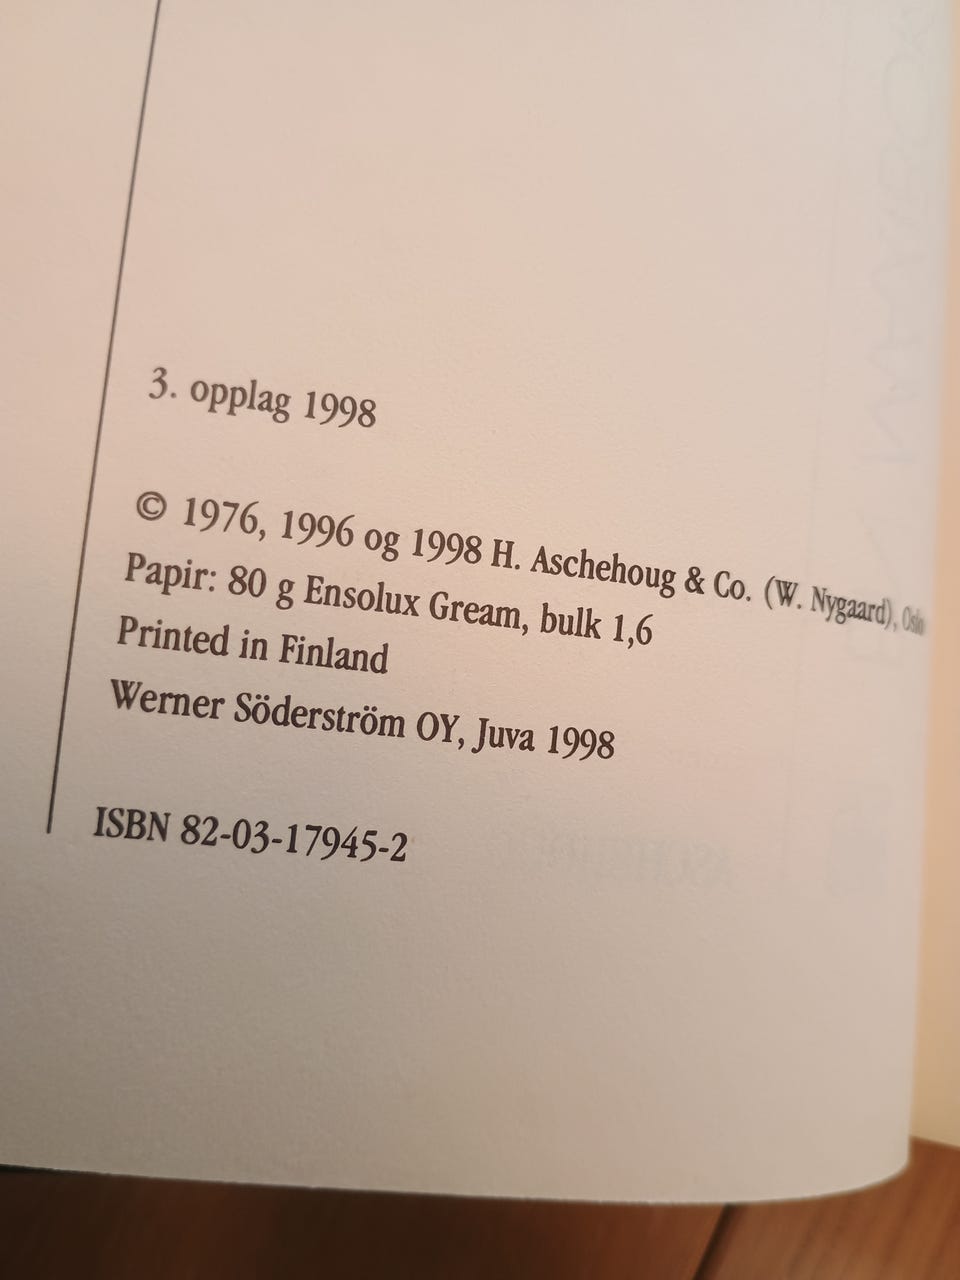 3. opplag 1998
© 1976, 1996 og 1998 H. Aschehoug & Co. (W. Nygaard), Oslo
Papir: 80 g Ensolux Gream, bulk 1,6
Printed in Finland
Werner Söderström OY, Juva 1998
ISBN 82-03-17945-2